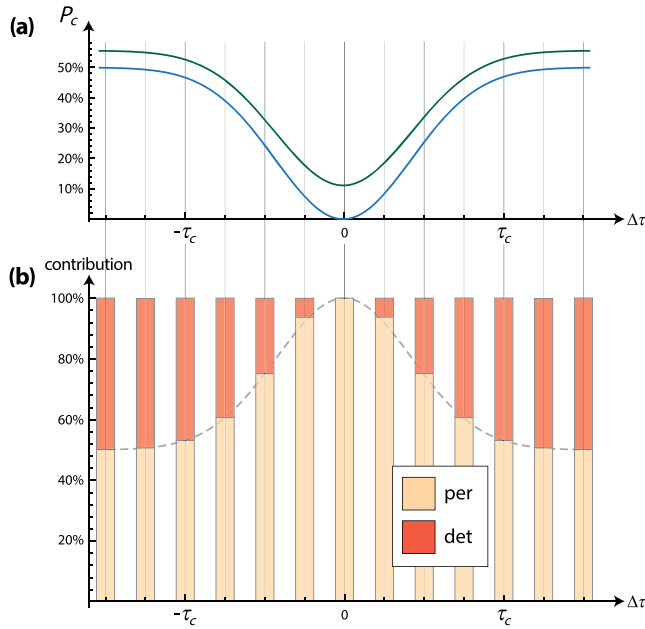 (a)
P_c
50%
40%
30%
20%
10%
-τ_c
0
τ_c
Δτ
(b)
contribution
100%
80%
60%
40%
20%
per
det
-τ_c
0
τ_c
Δτ